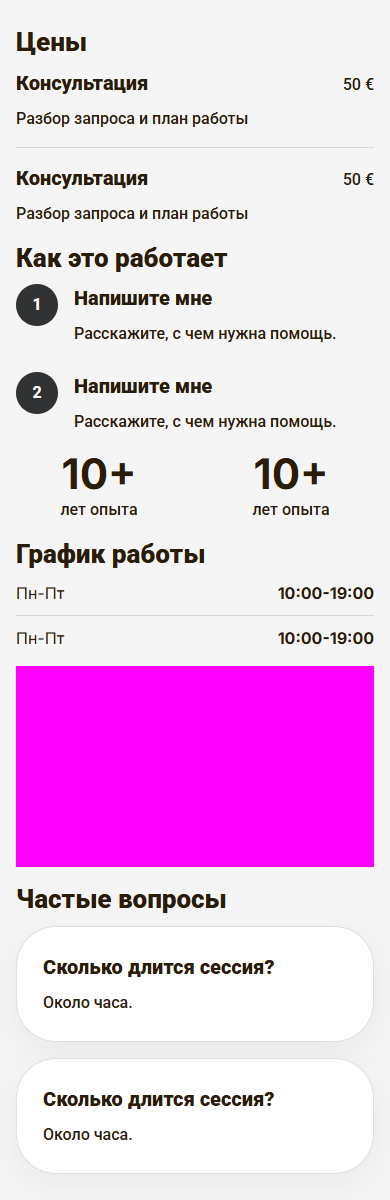 Цены
Консультация 50 €
Разбор запроса и план работы
Консультация 50 €
Разбор запроса и план работы
Как это работает
1 Напишите мне
Расскажите, с чем нужна помощь.
2 Напишите мне
Расскажите, с чем нужна помощь.
10+ 10+
лет опыта лет опыта
График работы
Пн-Пт 10:00-19:00
Пн-Пт 10:00-19:00
Частые вопросы
Сколько длится сессия?
Около часа.
Сколько длится сессия?
Около часа.